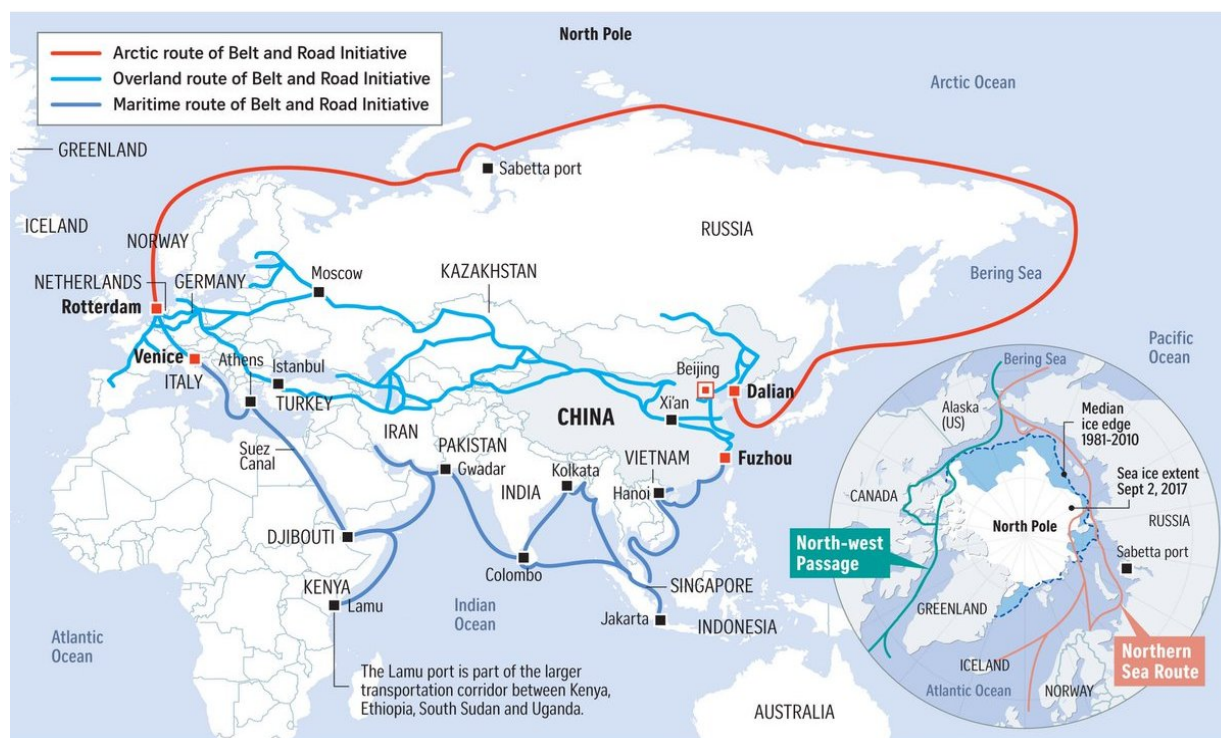 North Pole
Arctic route of Belt and Road Initiative
Overland route of Belt and Road Initiative
Maritime route of Belt and Road Initiative
Arctic Ocean
GREENLAND
Sabetta port
ICELAND
NORWAY
RUSSIA
Bering Sea
NETHERLANDS
GERMANY
Moscow
KAZAKHSTAN
Rotterdam
Pacific
Ocean
Venice
Athens
Istanbul
ITALY
TURKEY
Beijing
Dalian
Xi'an
CHINA
Suez
Canal
IRAN
PAKISTAN
Gwadar
Kolkata
VIETNAM
Fuzhou
INDIA
Hanoi
DJIBOUTI
Colombo
SINGAPORE
KENYA
Lamu
Indian
Ocean
Jakarta
INDONESIA
Atlantic
Ocean
The Lamu port is part of the larger
transportation corridor between Kenya,
Ethiopia, South Sudan and Uganda.
AUSTRALIA
Bering Sea
Alaska
(US)
Median
ice edge
1981-2010
Sea ice extent
Sept 2, 2017
CANADA
North Pole
RUSSIA
North-west
Passage
Sabetta port
GREENLAND
Northern
Sea Route
ICELAND
Atlantic Ocean
NORWAY